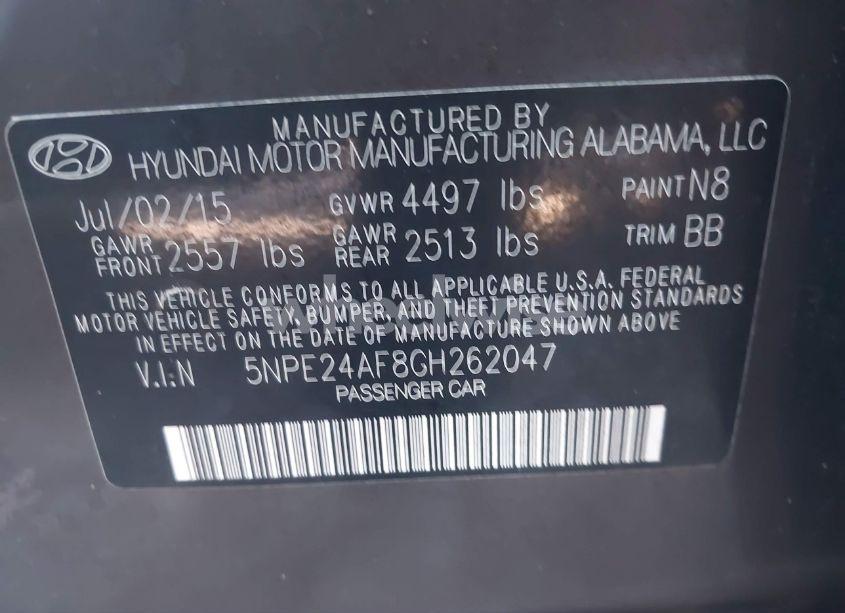 MANUFACTURED BY
HYUNDAI MOTOR MANUFACTURING ALABAMA, LLC
Jul/02/15 GVWR 4497 lbs PAINT N8
GAWR FRONT 2557 lbs GAWR REAR 2513 lbs TRIM BB
THIS VEHICLE CONFORMS TO ALL APPLICABLE U.S.A. FEDERAL
MOTOR VEHICLE SAFETY, BUMPER, AND THEFT PREVENTION STANDARDS
IN EFFECT ON THE DATE OF MANUFACTURE SHOWN ABOVE
V.I.N 5NPE24AF8GH262047
PASSENGER CAR